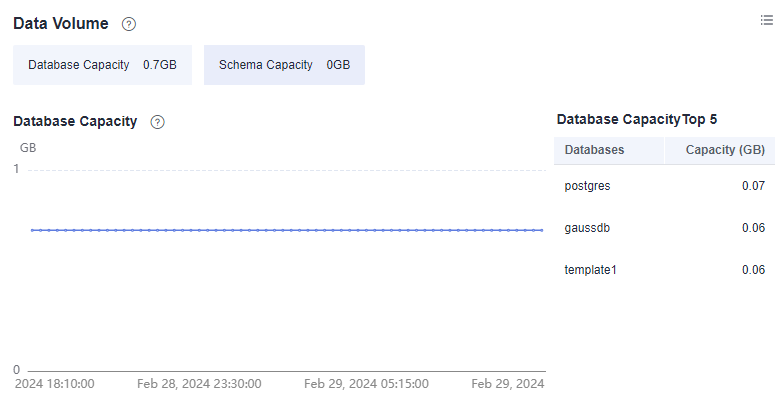 Data Volume ?
Database Capacity 0.7GB Schema Capacity 0GB
Database Capacity ?
GB
1
0
2024 18:10:00 Feb 28, 2024 23:30:00 Feb 29, 2024 05:15:00 Feb 29, 2024
Database CapacityTop 5
Databases Capacity (GB)
postgres 0.07
gaussdb 0.06
template1 0.06